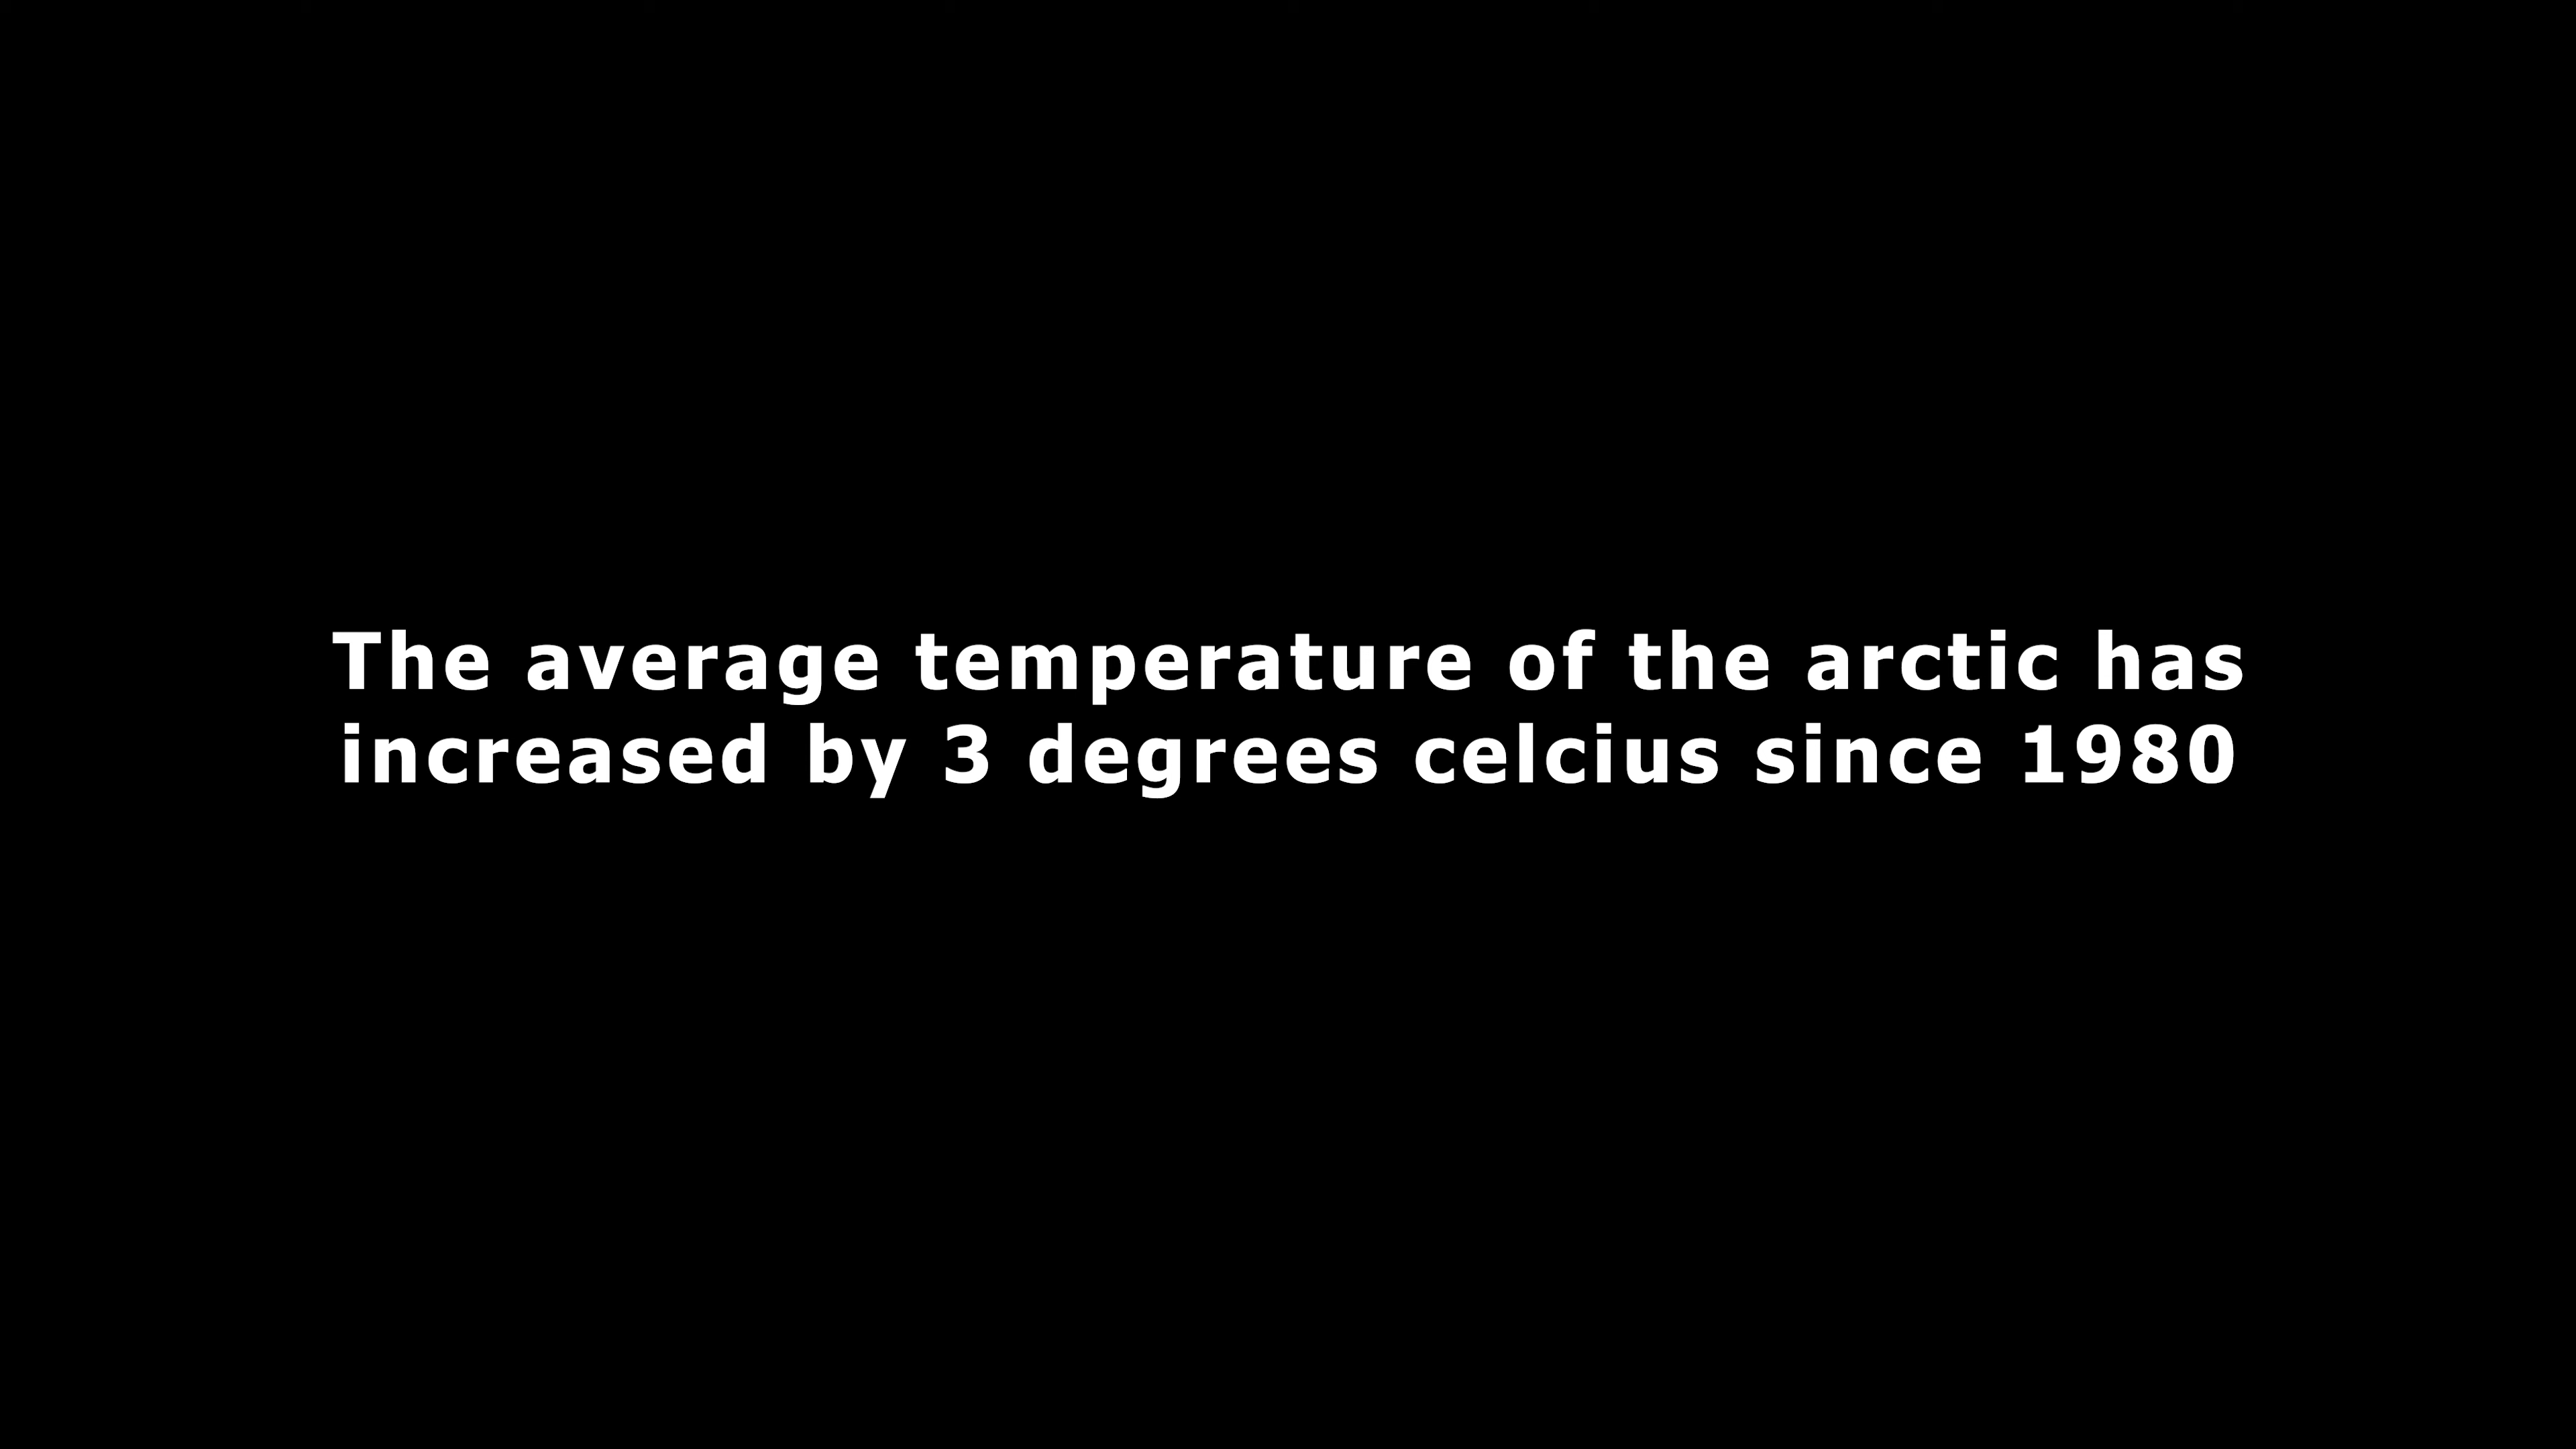 The average temperature of the arctic has
increased by 3 degrees celcius since 1980